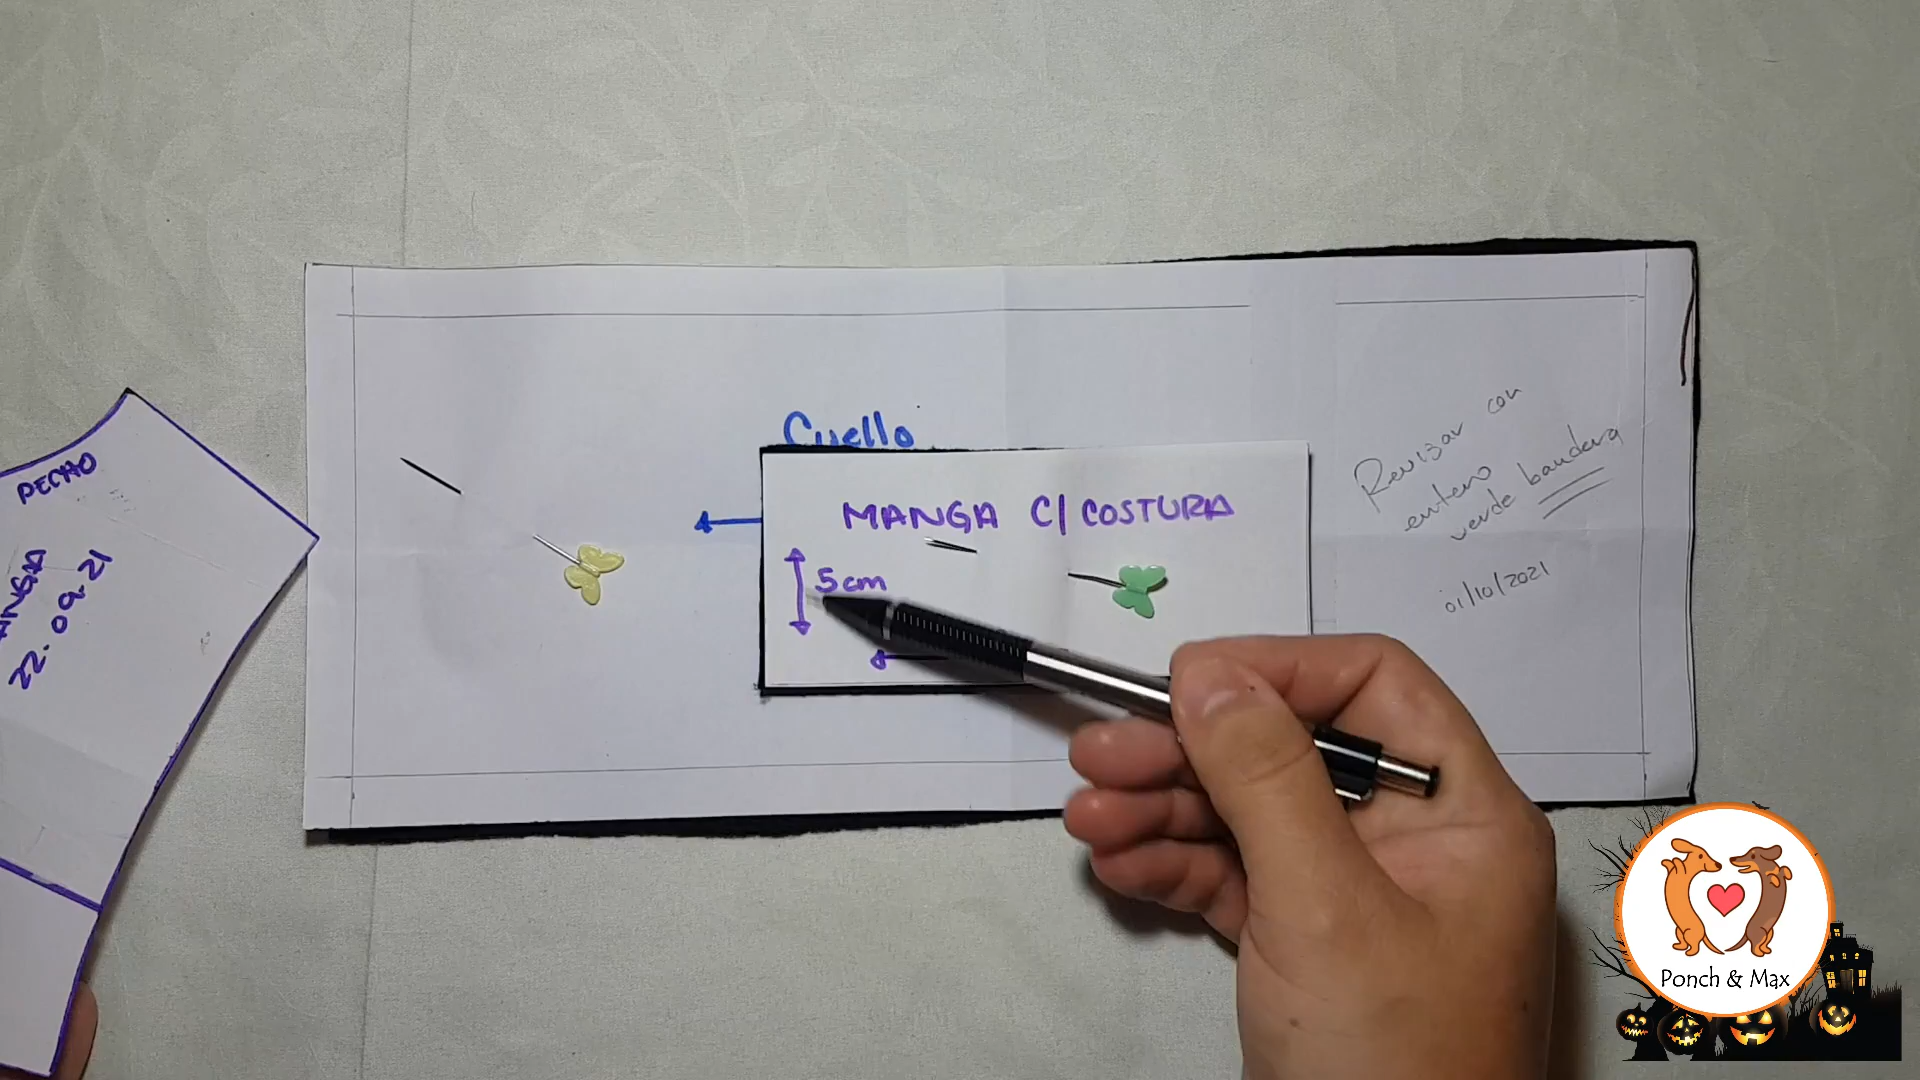 PECHO
22.09.21
Cuello
MANGA C/ COSTURA
5cm
Revisar con
entero
verde bandera
01/10/2021
Ponch & Max